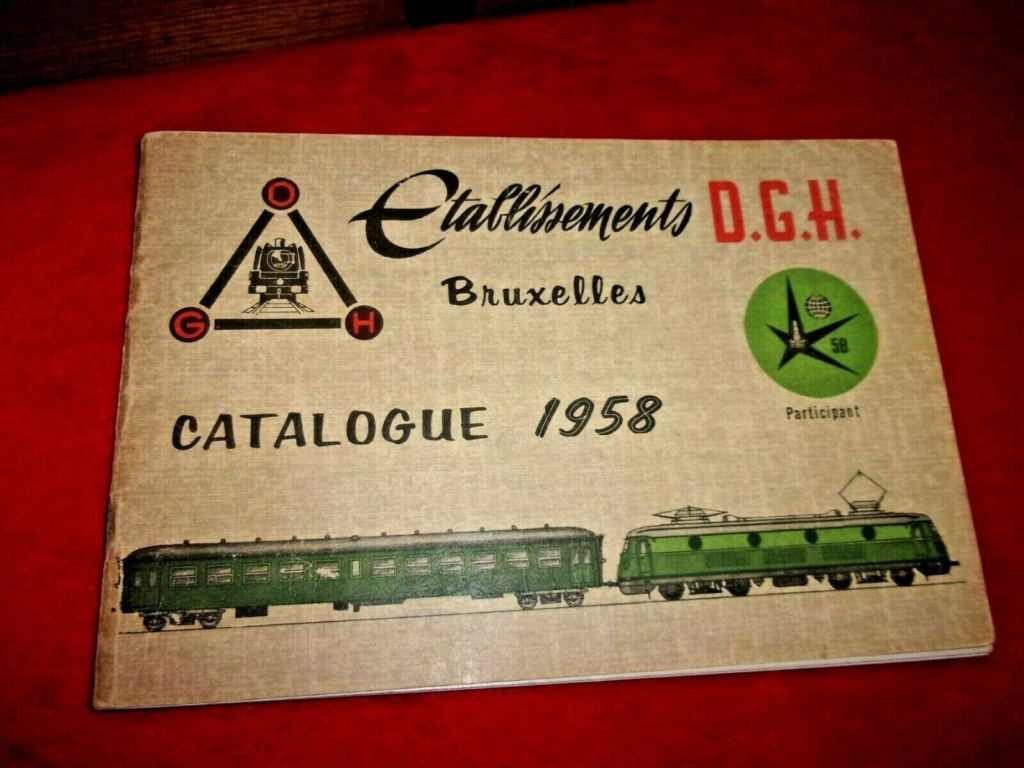 D
G H
Etablissements D.G.H.
Bruxelles
58
Participant
CATALOGUE 1958